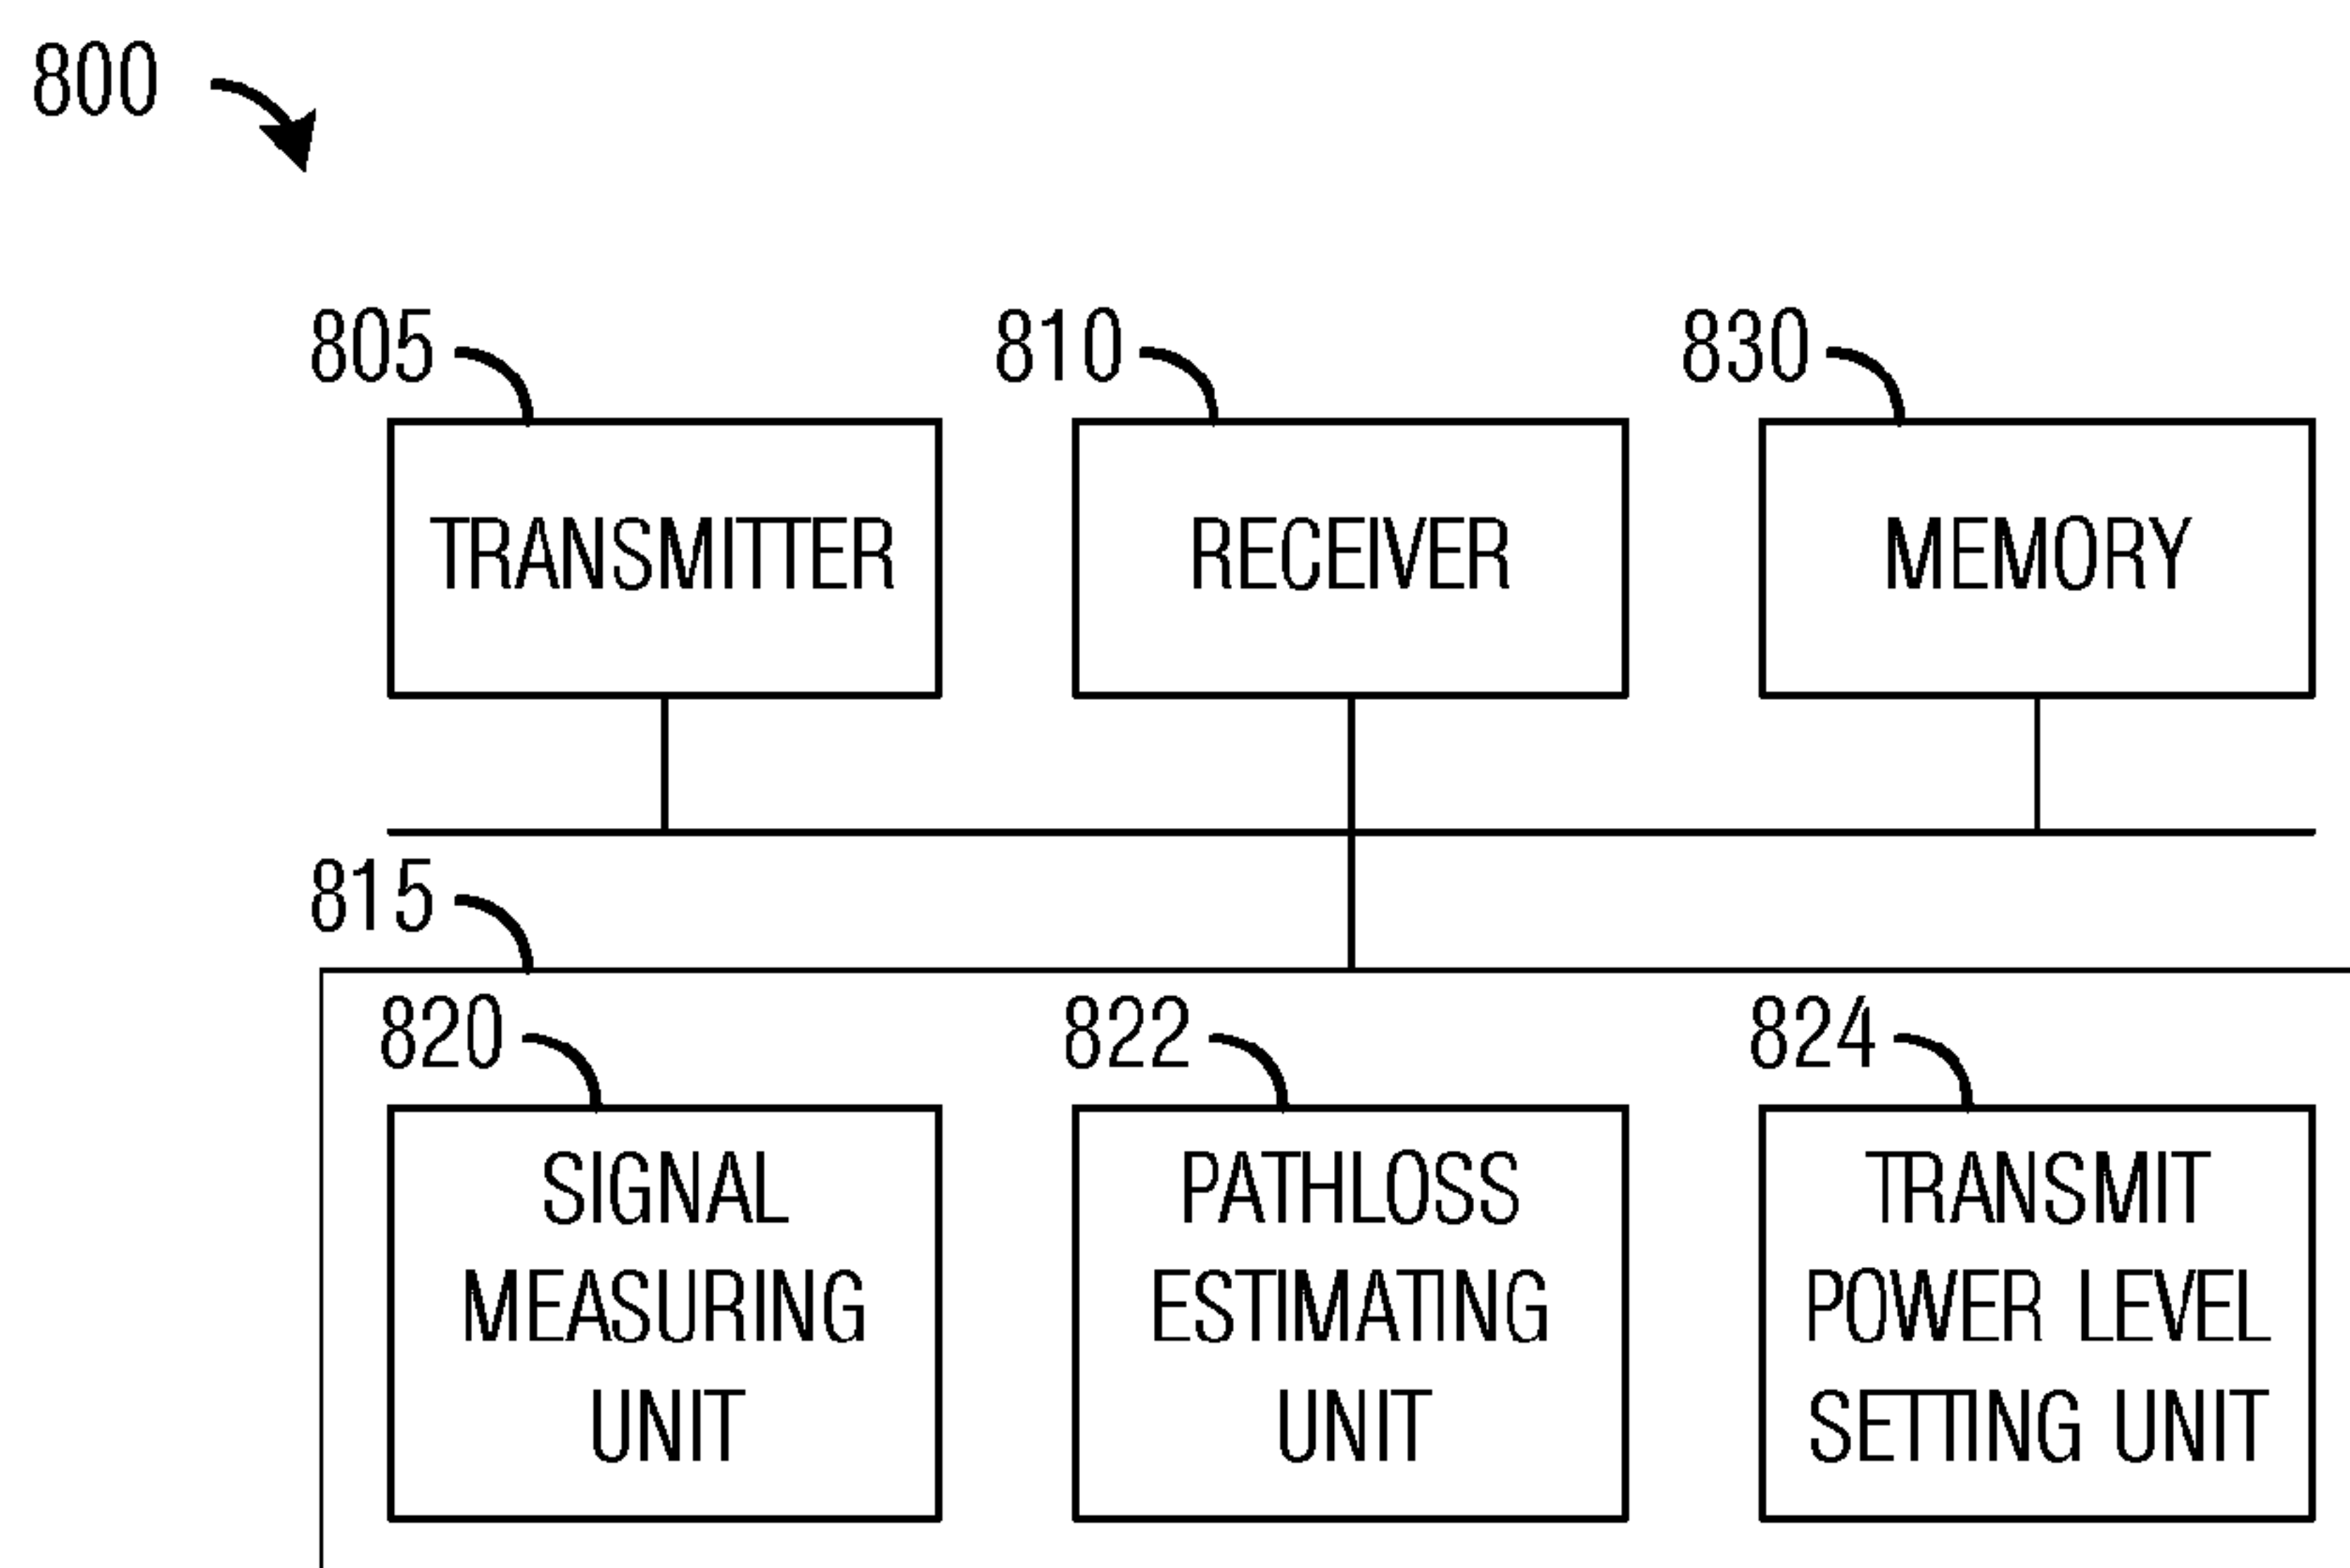 800
805
810
830
TRANSMITTER
RECEIVER
MEMORY
815
820
822
824
SIGNAL
MEASURING
UNIT
PATHLOSS
ESTIMATING
UNIT
TRANSMIT
POWER LEVEL
SETTING UNIT